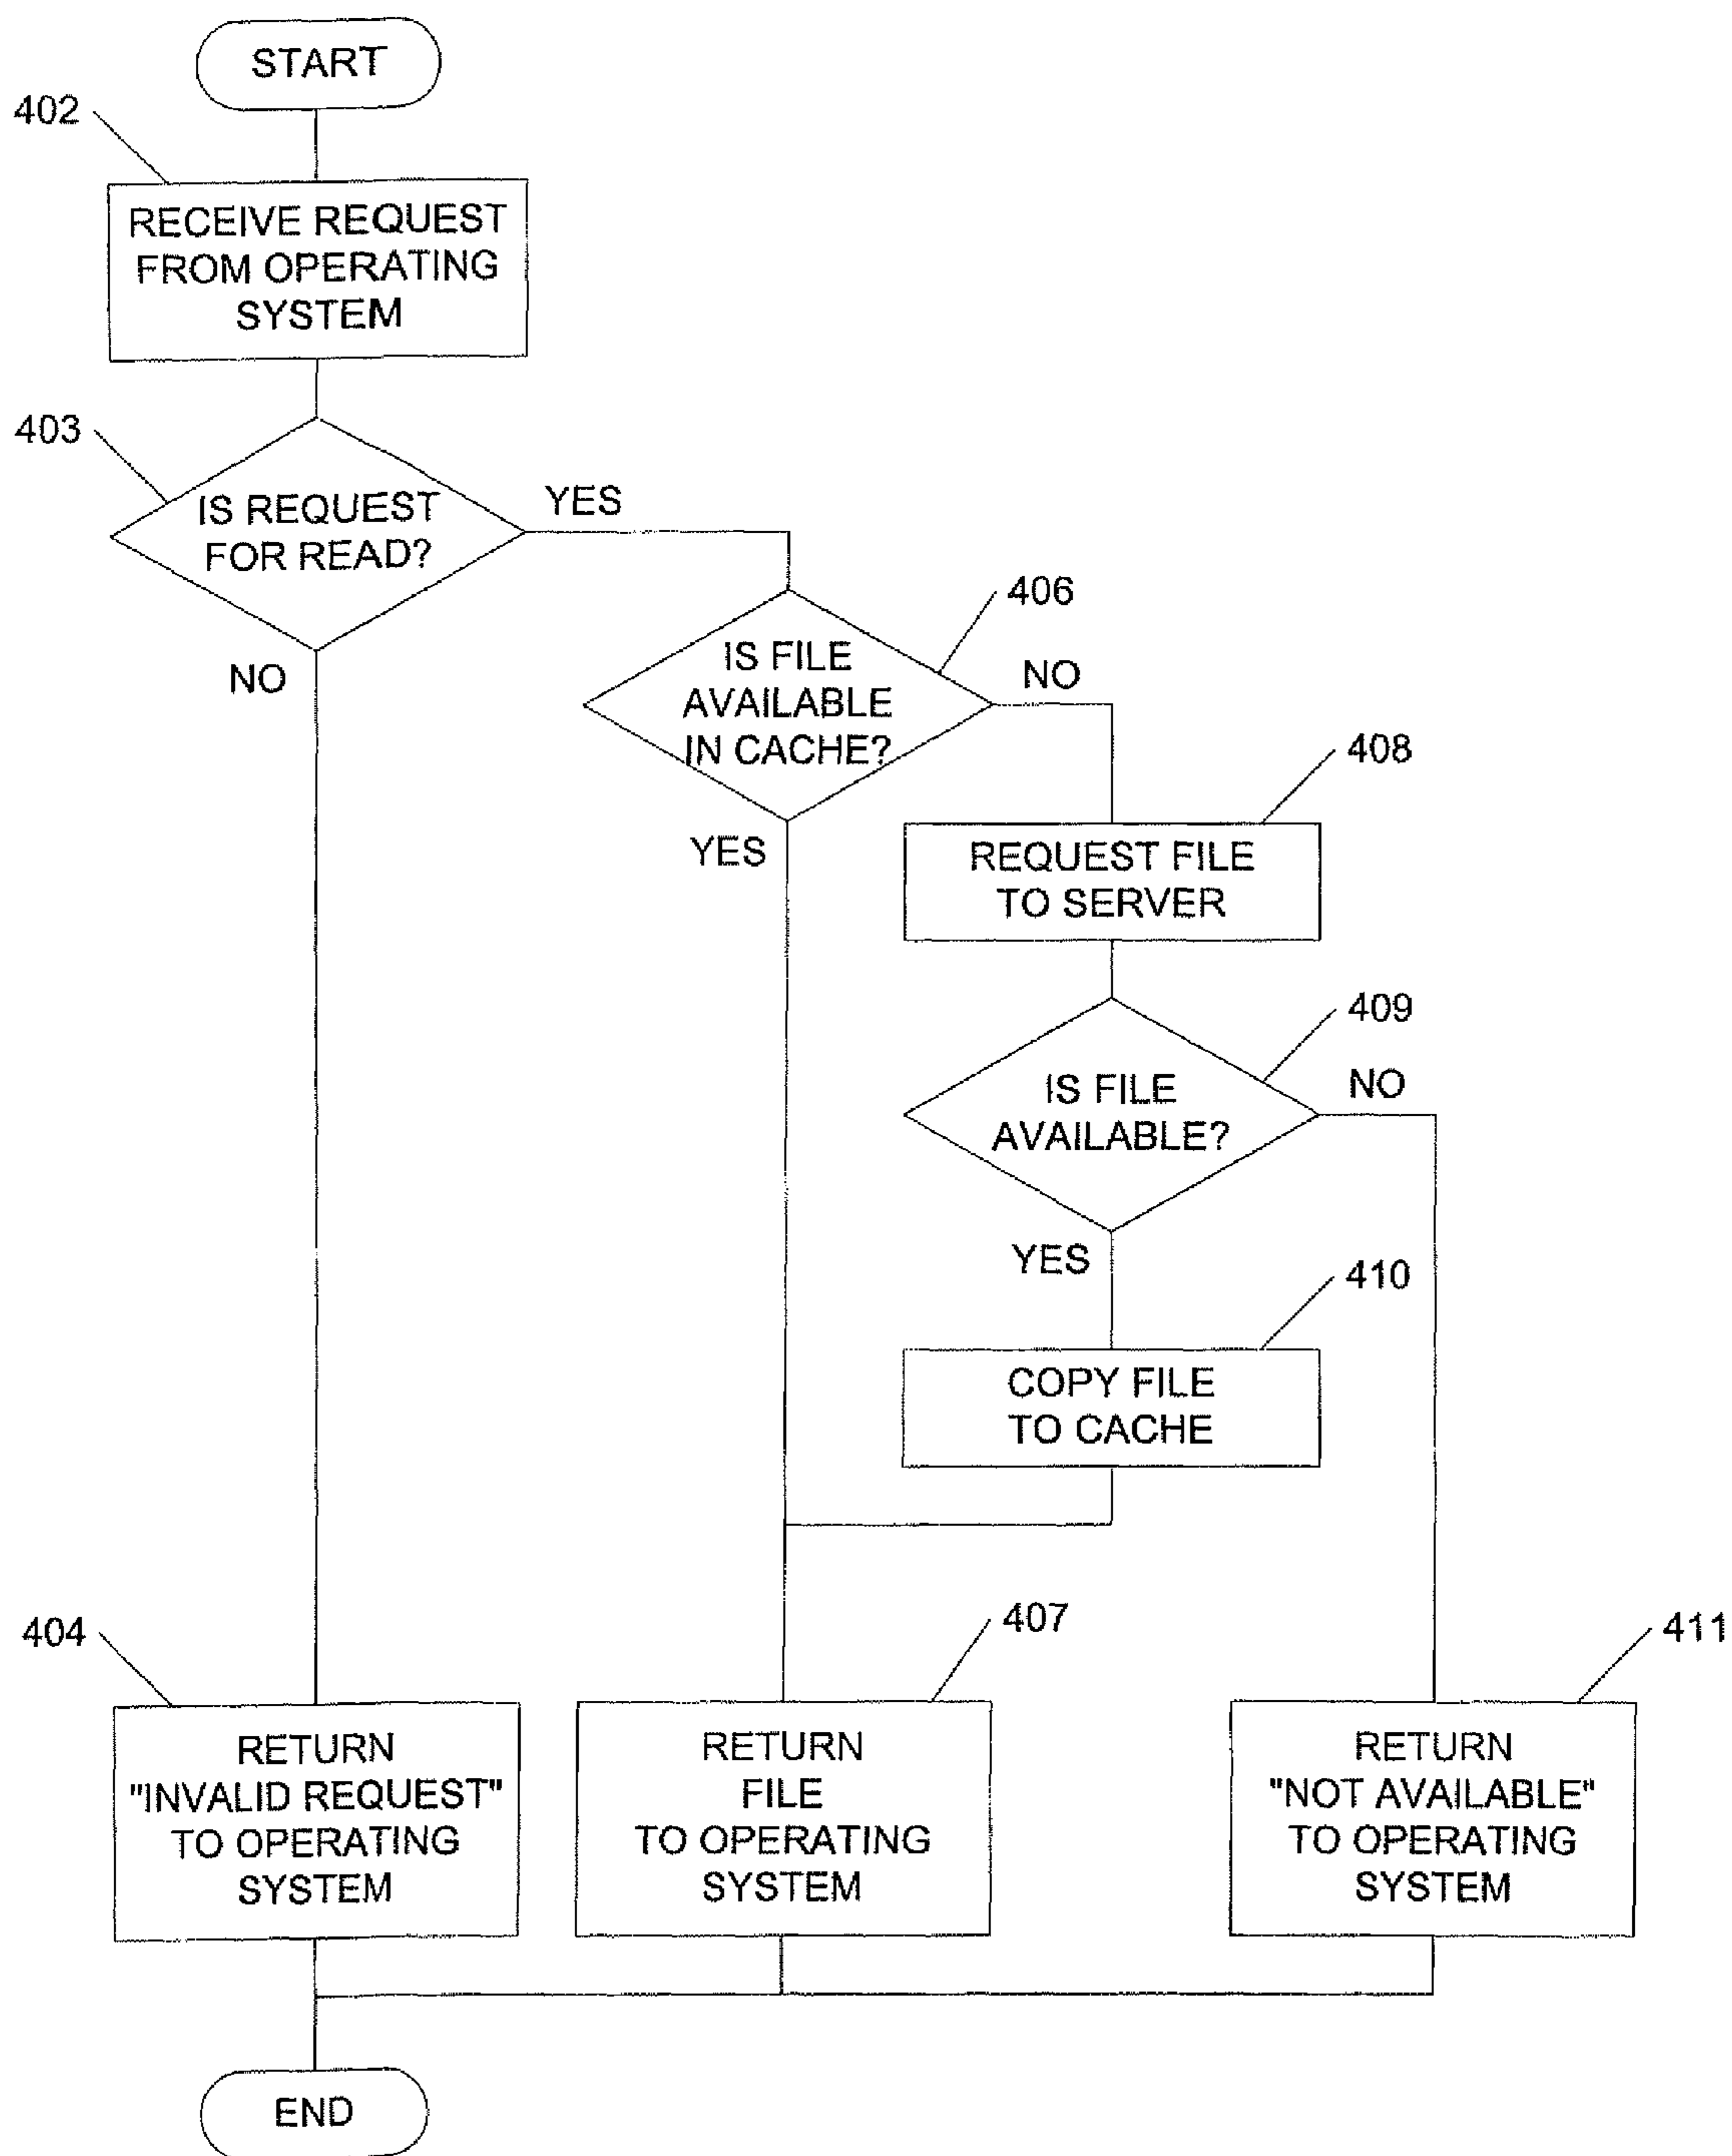 START
402
RECEIVE REQUEST
FROM OPERATING
SYSTEM
403
IS REQUEST
FOR READ?
YES
NO
406
IS FILE
AVAILABLE
IN CACHE?
NO
YES
408
REQUEST FILE
TO SERVER
409
IS FILE
AVAILABLE?
NO
YES
410
COPY FILE
TO CACHE
404
RETURN
"INVALID REQUEST"
TO OPERATING
SYSTEM
407
RETURN
FILE
TO OPERATING
SYSTEM
411
RETURN
"NOT AVAILABLE"
TO OPERATING
SYSTEM
END